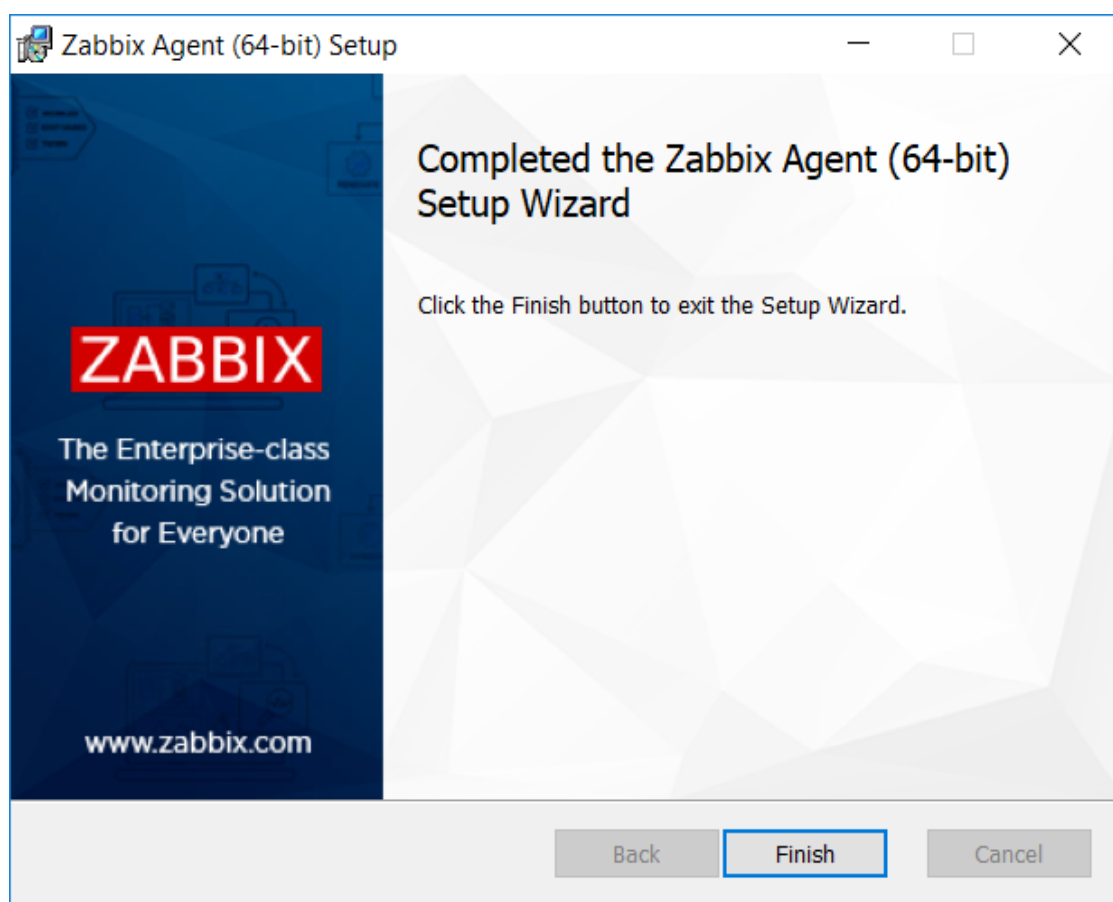 Zabbix Agent (64-bit) Setup
Completed the Zabbix Agent (64-bit)
Setup Wizard
Click the Finish button to exit the Setup Wizard.
ZABBIX
The Enterprise-class
Monitoring Solution
for Everyone
www.zabbix.com
Back
Finish
Cancel